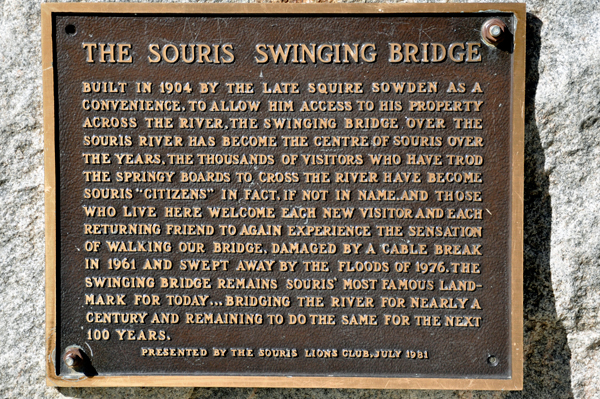 THE SOURIS SWINGING BRIDGE
BUILT IN 1904 BY THE LATE SQUIRE SOWDEN AS A
CONVENIENCE, TO ALLOW HIM ACCESS TO HIS PROPERTY
ACROSS THE RIVER, THE SWINGING BRIDGE OVER THE
SOURIS RIVER HAS BECOME THE CENTRE OF SOURIS OVER
THE YEARS. THE THOUSANDS OF VISITORS WHO HAVE TROD
THE SPRINGY BOARDS TO CROSS THE RIVER HAVE BECOME
SOURIS "CITIZENS" IN FACT, IF NOT IN NAME. AND THOSE
WHO LIVE HERE WELCOME EACH NEW VISITOR AND EACH
RETURNING FRIEND TO AGAIN EXPERIENCE THE SENSATION
OF WALKING OUR BRIDGE. DAMAGED BY A CABLE BREAK
IN 1961 AND SWEPT AWAY BY THE FLOODS OF 1976. THE
SWINGING BRIDGE REMAINS SOURIS' MOST FAMOUS LAND-
MARK FOR TODAY... BRIDGING THE RIVER FOR NEARLY A
CENTURY AND REMAINING TO DO THE SAME FOR THE NEXT
100 YEARS.
PRESENTED BY THE SOURIS LIONS CLUB, JULY 1981